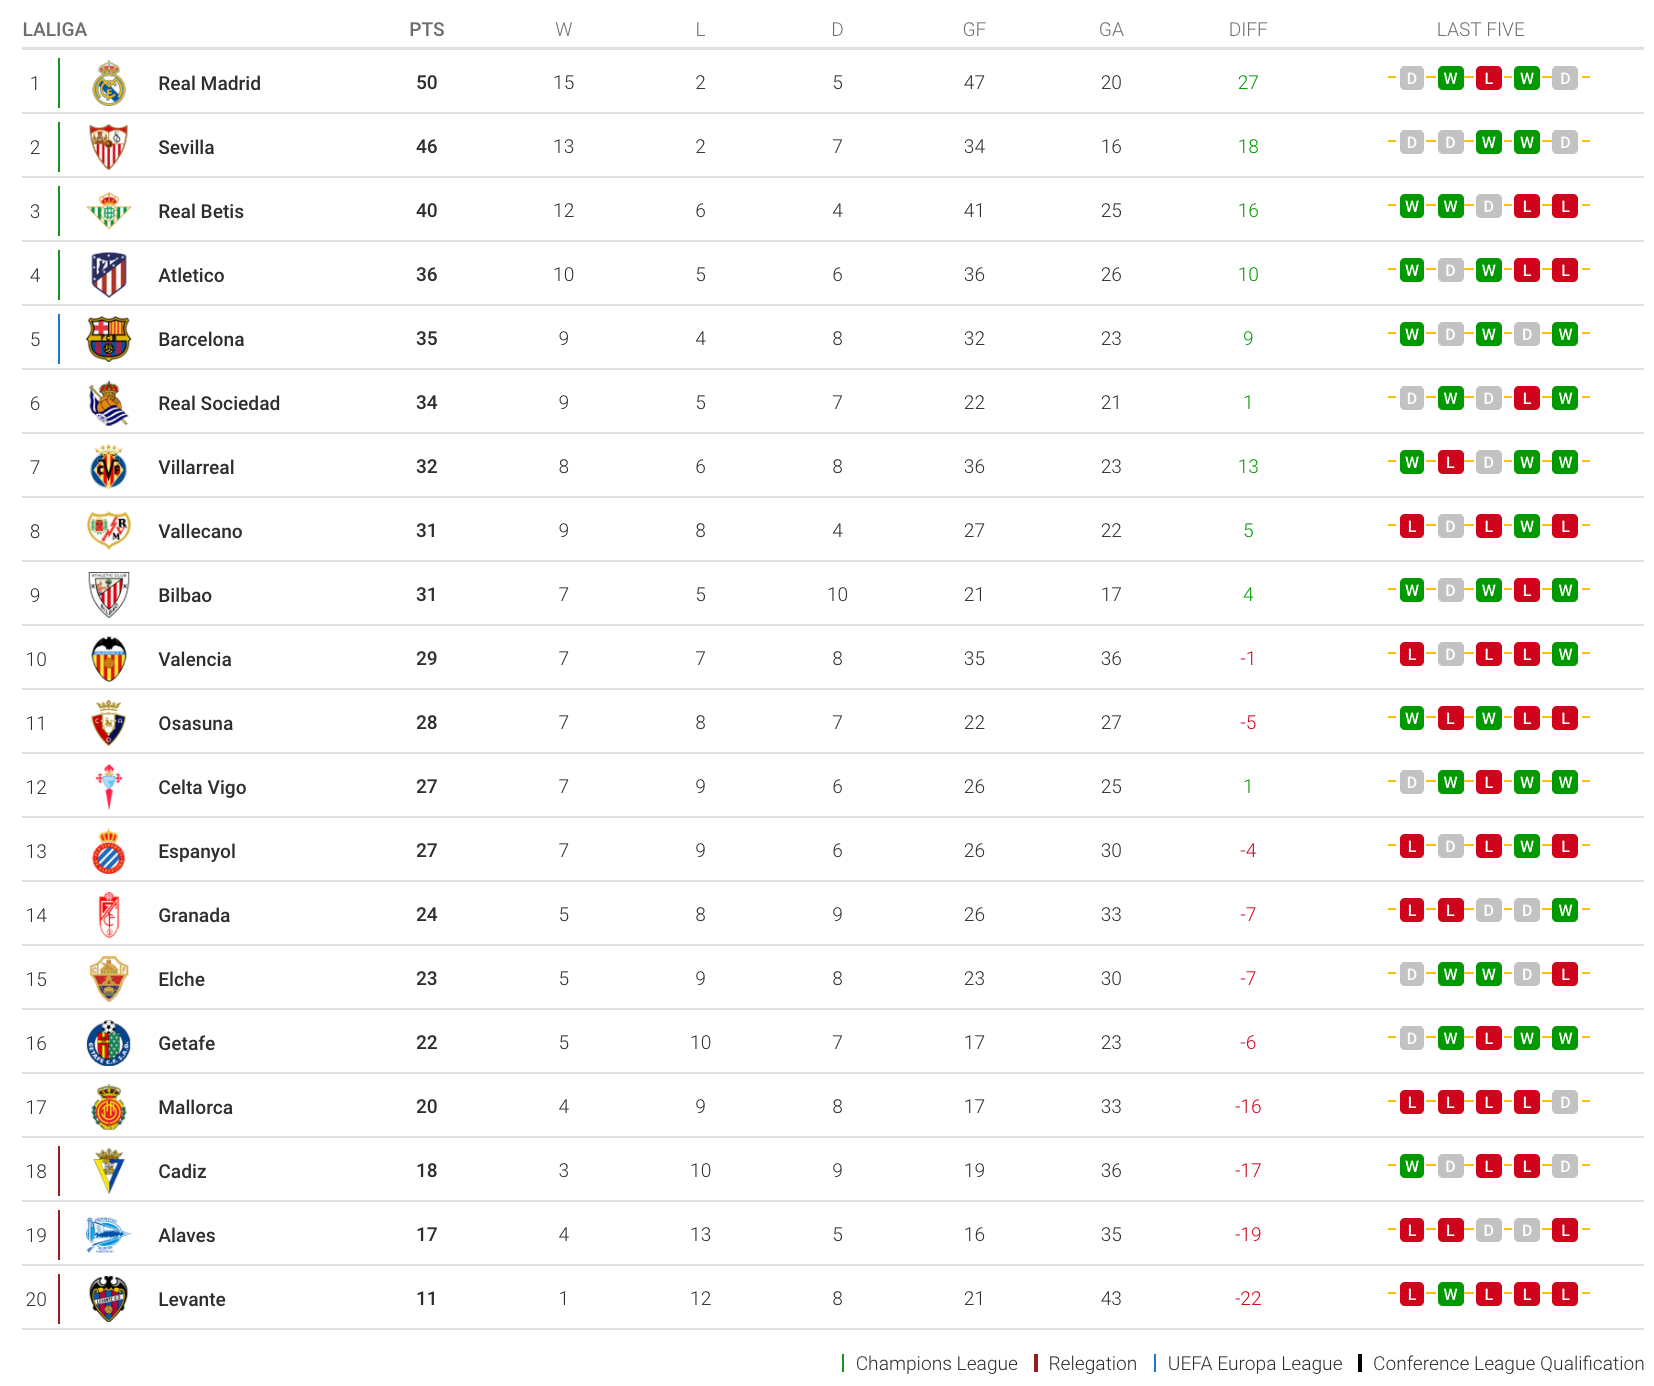 LALIGA PTS W L D GF GA DIFF LAST FIVE
1 Real Madrid 50 15 2 5 47 20 27 D W L W D
2 Sevilla 46 13 2 7 34 16 18 D D W W D
3 Real Betis 40 12 6 4 41 25 16 W W D L L
4 Atletico 36 10 5 6 36 26 10 W D W L L
5 Barcelona 35 9 4 8 32 23 9 W D W D W
6 Real Sociedad 34 9 5 7 22 21 1 D W D L W
7 Villarreal 32 8 6 8 36 23 13 W L D W W
8 Vallecano 31 9 8 4 27 22 5 L D L W L
9 Bilbao 31 7 5 10 21 17 4 W D W L W
10 Valencia 29 7 7 8 35 36 -1 L D L L W
11 Osasuna 28 7 8 7 22 27 -5 W L W L L
12 Celta Vigo 27 7 9 6 26 25 1 D W L W W
13 Espanyol 27 7 9 6 26 30 -4 L D L W L
14 Granada 24 5 8 9 26 33 -7 L L D D W
15 Elche 23 5 9 8 23 30 -7 D W W D L
16 Getafe 22 5 10 7 17 23 -6 D W L W W
17 Mallorca 20 4 9 8 17 33 -16 L L L L D
18 Cadiz 18 3 10 9 19 36 -17 W D L L D
19 Alaves 17 4 13 5 16 35 -19 L L D D L
20 Levante 11 1 12 8 21 43 -22 L W L L L
Champions League Relegation UEFA Europa League Conference League Qualification